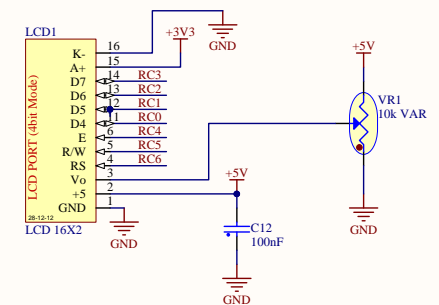 LCD1
LCD PORT (4bit Mode)
K- 16
A+ 15
D7 14 RC3
D6 13 RC2
D5 12 RC1
D4 11 RC0
E 6 RC4
R/W 5 RC5
RS 4 RC6
Vo 3
+5 2
GND 1
28-12-12
LCD 16X2
GND
+3V3
GND
+5V
C12
100nF
GND
+5V
VR1
10k VAR
GND